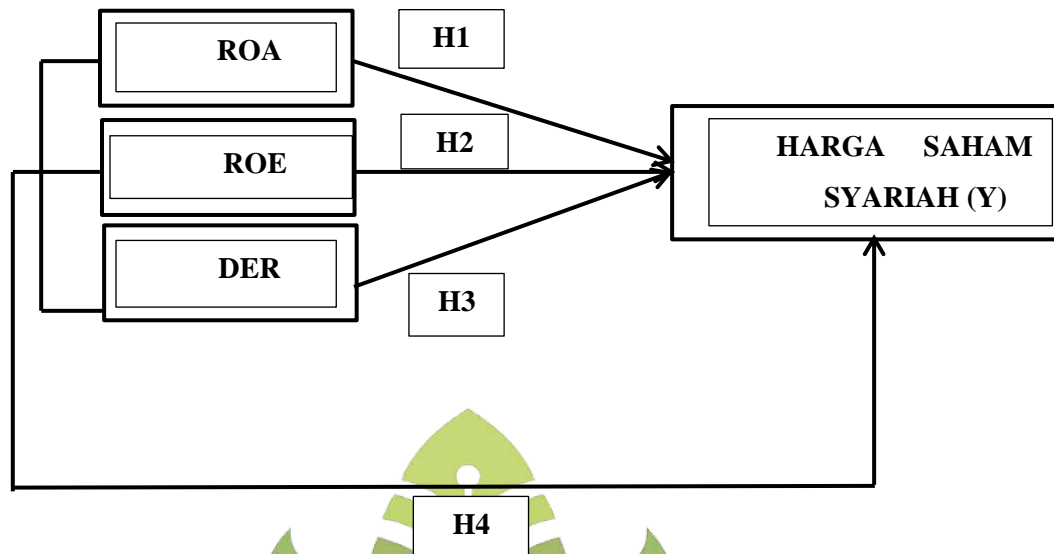 ROA
H1
ROE
H2
HARGA SAHAM
SYARIAH (Y)
DER
H3
H4